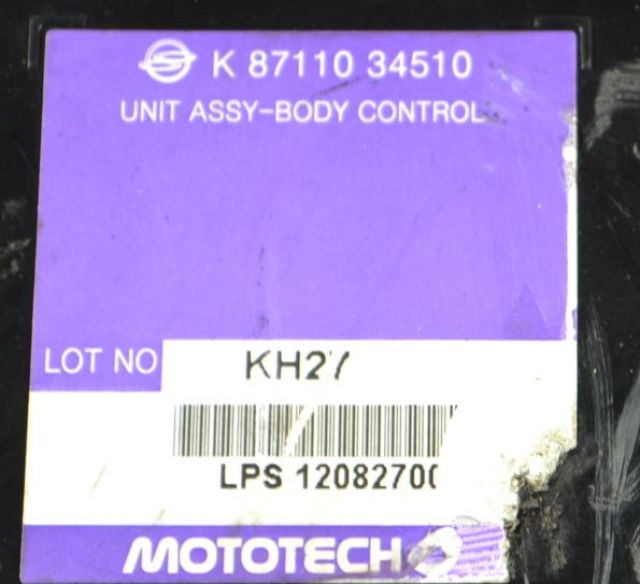 K 87110 34510
UNIT ASSY-BODY CONTROL
LOT NO KH27
LPS 12082700
MOTOTECH